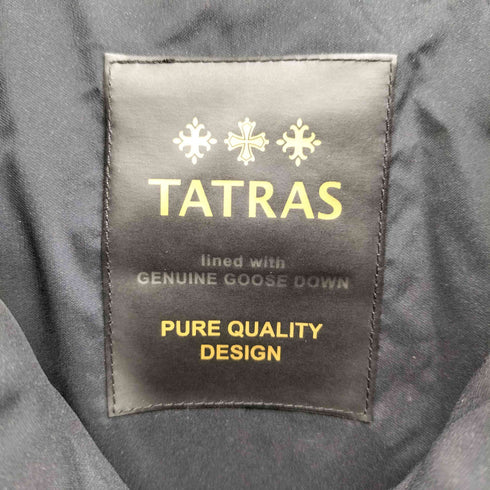 TATRAS
lined with
GENUINE GOOSE DOWN
PURE QUALITY
DESIGN